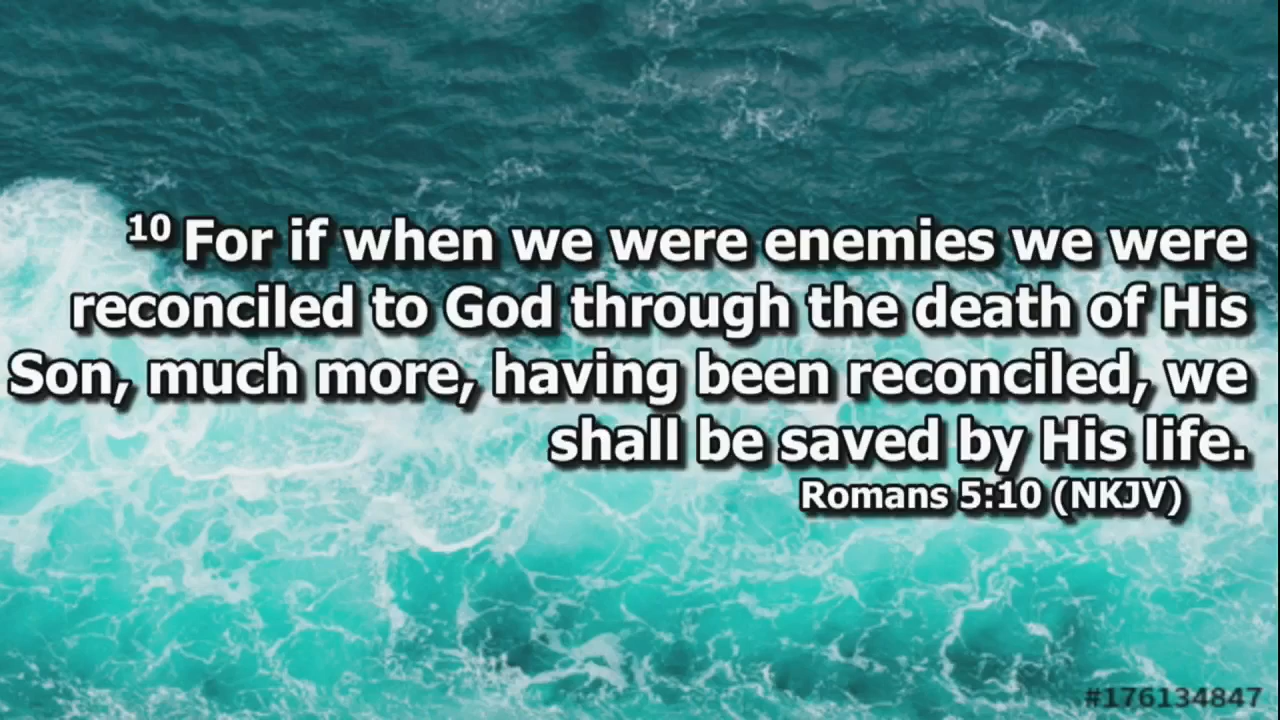 10 For if when we were enemies we were
reconciled to God through the death of His
Son, much more, having been reconciled, we
shall be saved by His life.
Romans 5:10 (NKJV)
#176134847